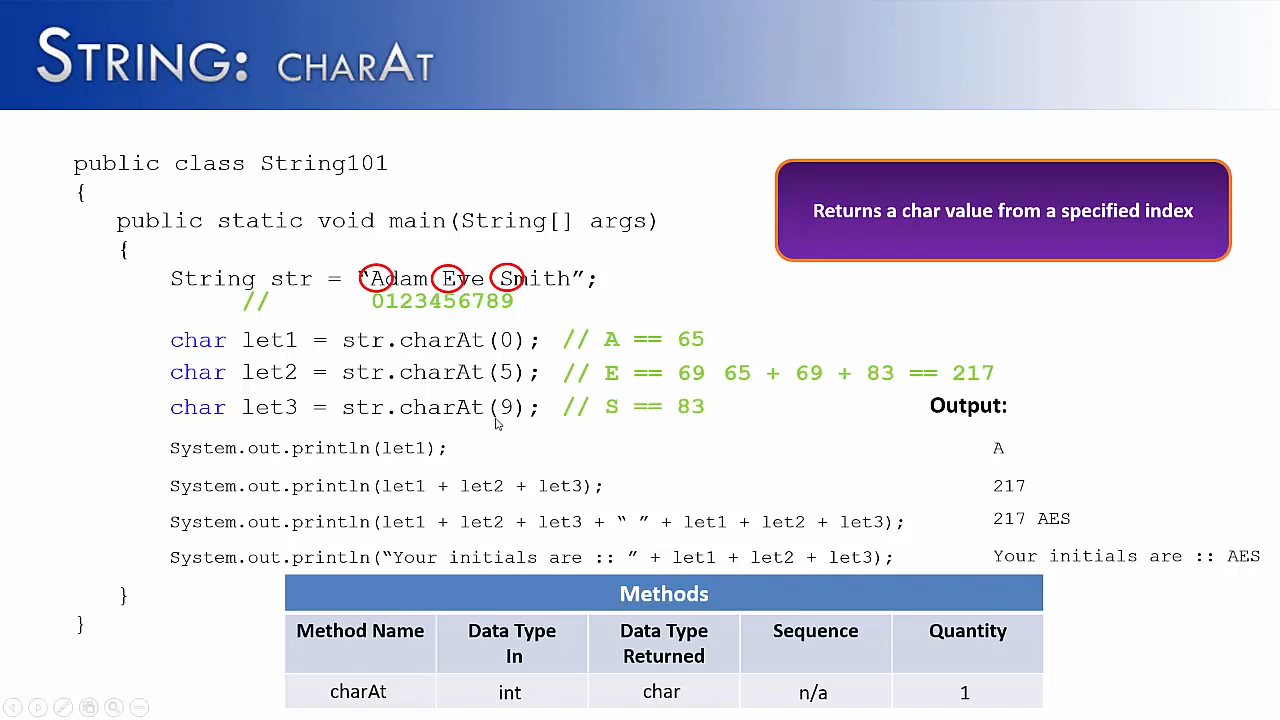 STRING: CHARAT
public class String101
{
public static void main(String[] args)
{
String str = “Adam Eve Smith”;
// 0123456789
char let1 = str.charAt(0); // A == 65
char let2 = str.charAt(5); // E == 69 65 + 69 + 83 == 217
char let3 = str.charAt(9); // S == 83
Returns a char value from a specified index
Output:
System.out.println(let1); A
System.out.println(let1 + let2 + let3); 217
System.out.println(let1 + let2 + let3 + “ ” + let1 + let2 + let3); 217 AES
System.out.println(“Your initials are :: ” + let1 + let2 + let3); Your initials are :: AES
}
}
Methods
Method Name Data Type In Data Type Returned Sequence Quantity
charAt int char n/a 1